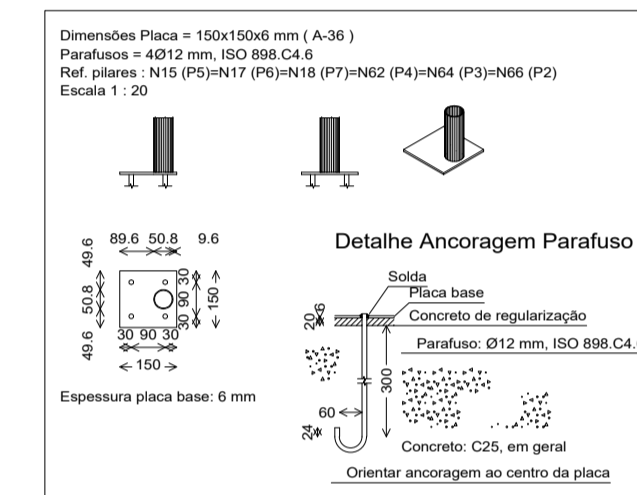 Dimensões Placa = 150x150x6 mm ( A-36 )
Parafusos = 4Ø12 mm, ISO 898.C4.6
Ref. pilares : N15 (P5)=N17 (P6)=N18 (P7)=N62 (P4)=N64 (P3)=N66 (P2)
Escala 1 : 20
89.6 50.8 9.6
49.6
50.8
49.6
30
90
30
150
30 90 30
150
Espessura placa base: 6 mm
Detalhe Ancoragem Parafuso
Solda
Placa base
Concreto de regularização
Parafuso: Ø12 mm, ISO 898.C4.
20
6
300
60
24
Concreto: C25, em geral
Orientar ancoragem ao centro da placa